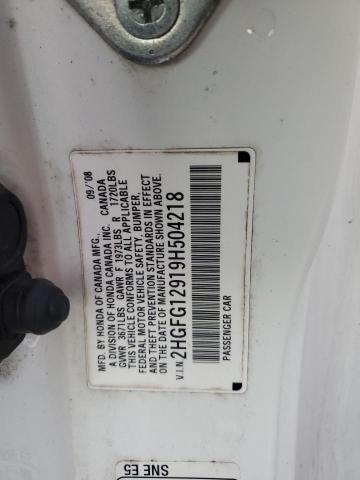 MFD. BY HONDA OF CANADA MFG., 09/'08
A DIVISION OF HONDA CANADA INC. CANADA
GVWR 3671LBS GAWR F 1973LBS R 1720LBS
THIS VEHICLE CONFORMS TO ALL APPLICABLE
FEDERAL MOTOR VEHICLE SAFETY, BUMPER,
AND THEFT PREVENTION STANDARDS IN EFFECT
ON THE DATE OF MANUFACTURE SHOWN ABOVE.
V.I.N. 2HGFG12919H504218
PASSENGER CAR
SNE E5